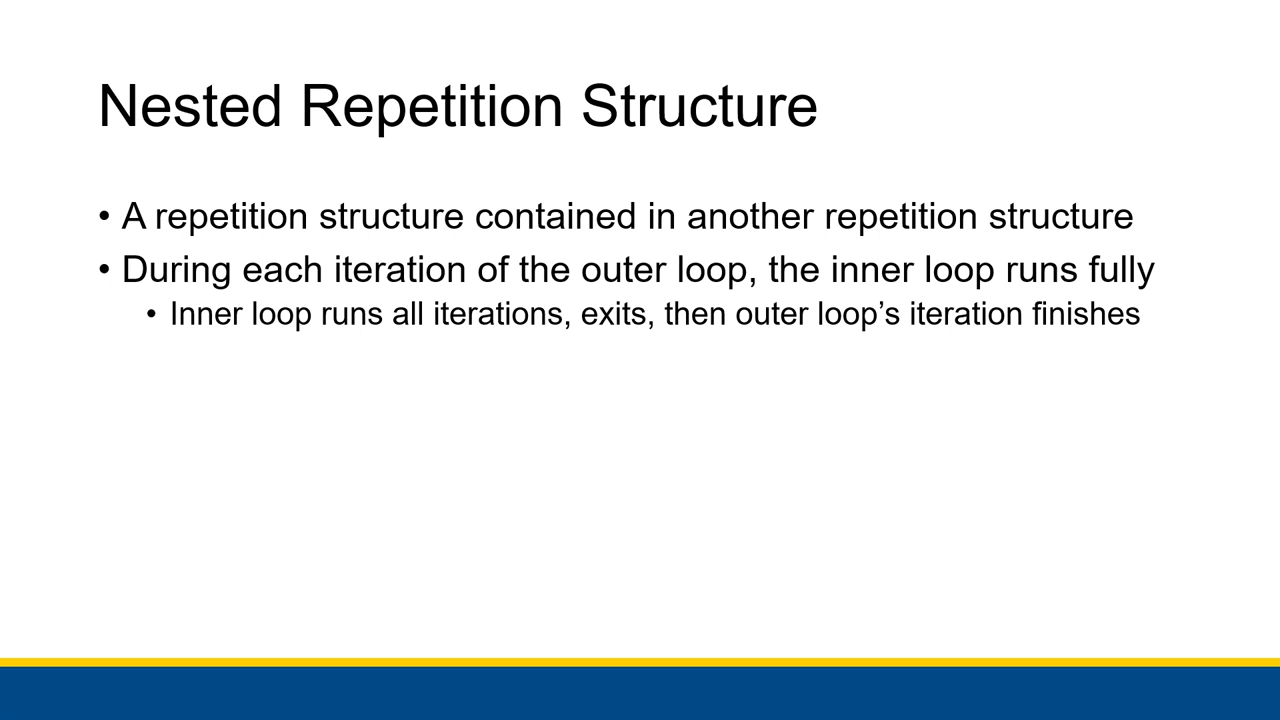 Nested Repetition Structure
• A repetition structure contained in another repetition structure
• During each iteration of the outer loop, the inner loop runs fully
• Inner loop runs all iterations, exits, then outer loop’s iteration finishes